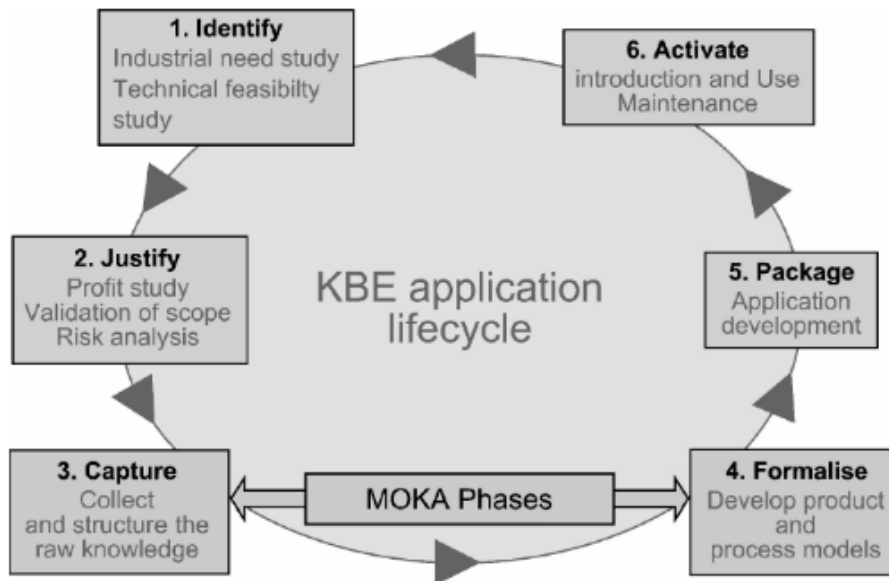 1. Identify
Industrial need study
Technical feasibilty
study
6. Activate
introduction and Use
Maintenance
2. Justify
Profit study
Validation of scope
Risk analysis
KBE application
lifecycle
5. Package
Application
development
3. Capture
Collect
and structure the
raw knowledge
MOKA Phases
4. Formalise
Develop product
and
process models